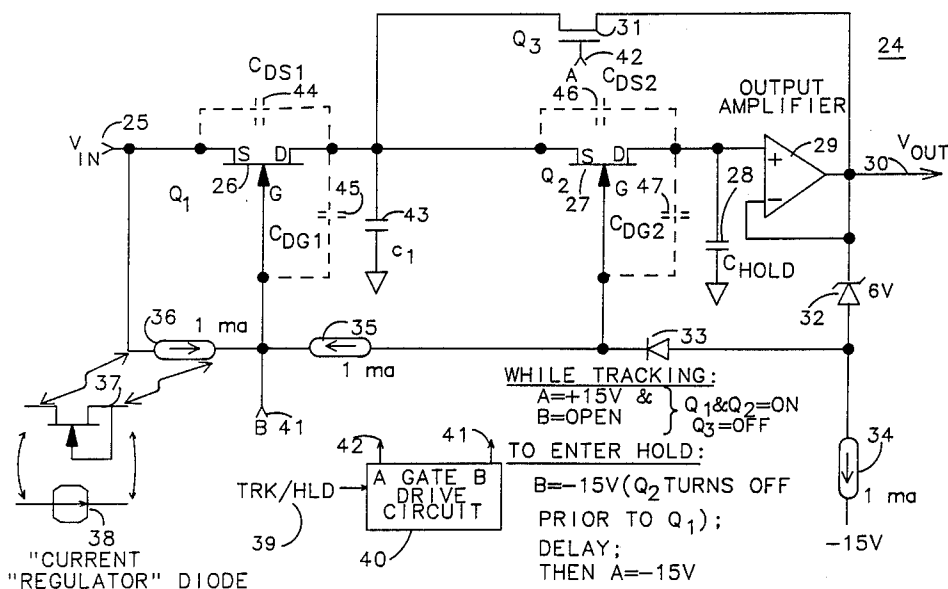 31
Q3
42
A
24
CDS1
44
CDS2
46
OUTPUT
AMPLIFIER
VIN
25
S D
26
G
Q1
45
CDG1
43
C1
S D
Q2
27
G
47
CDG2
28
CHOLD
+
29
−
VOUT
30
32
6V
36
1 ma
35
1 ma
33
37
B 41
34
1 ma
−15V
WHILE TRACKING:
A=+15V &
B=OPEN
} Q1&Q2=ON
Q3=OFF
TO ENTER HOLD:
B=−15V(Q2 TURNS OFF
PRIOR TO Q1);
DELAY;
THEN A=−15V
42
41
A GATE B
DRIVE
CIRCUIT
TRK/HLD
39
40
38
"CURRENT
"REGULATOR" DIODE